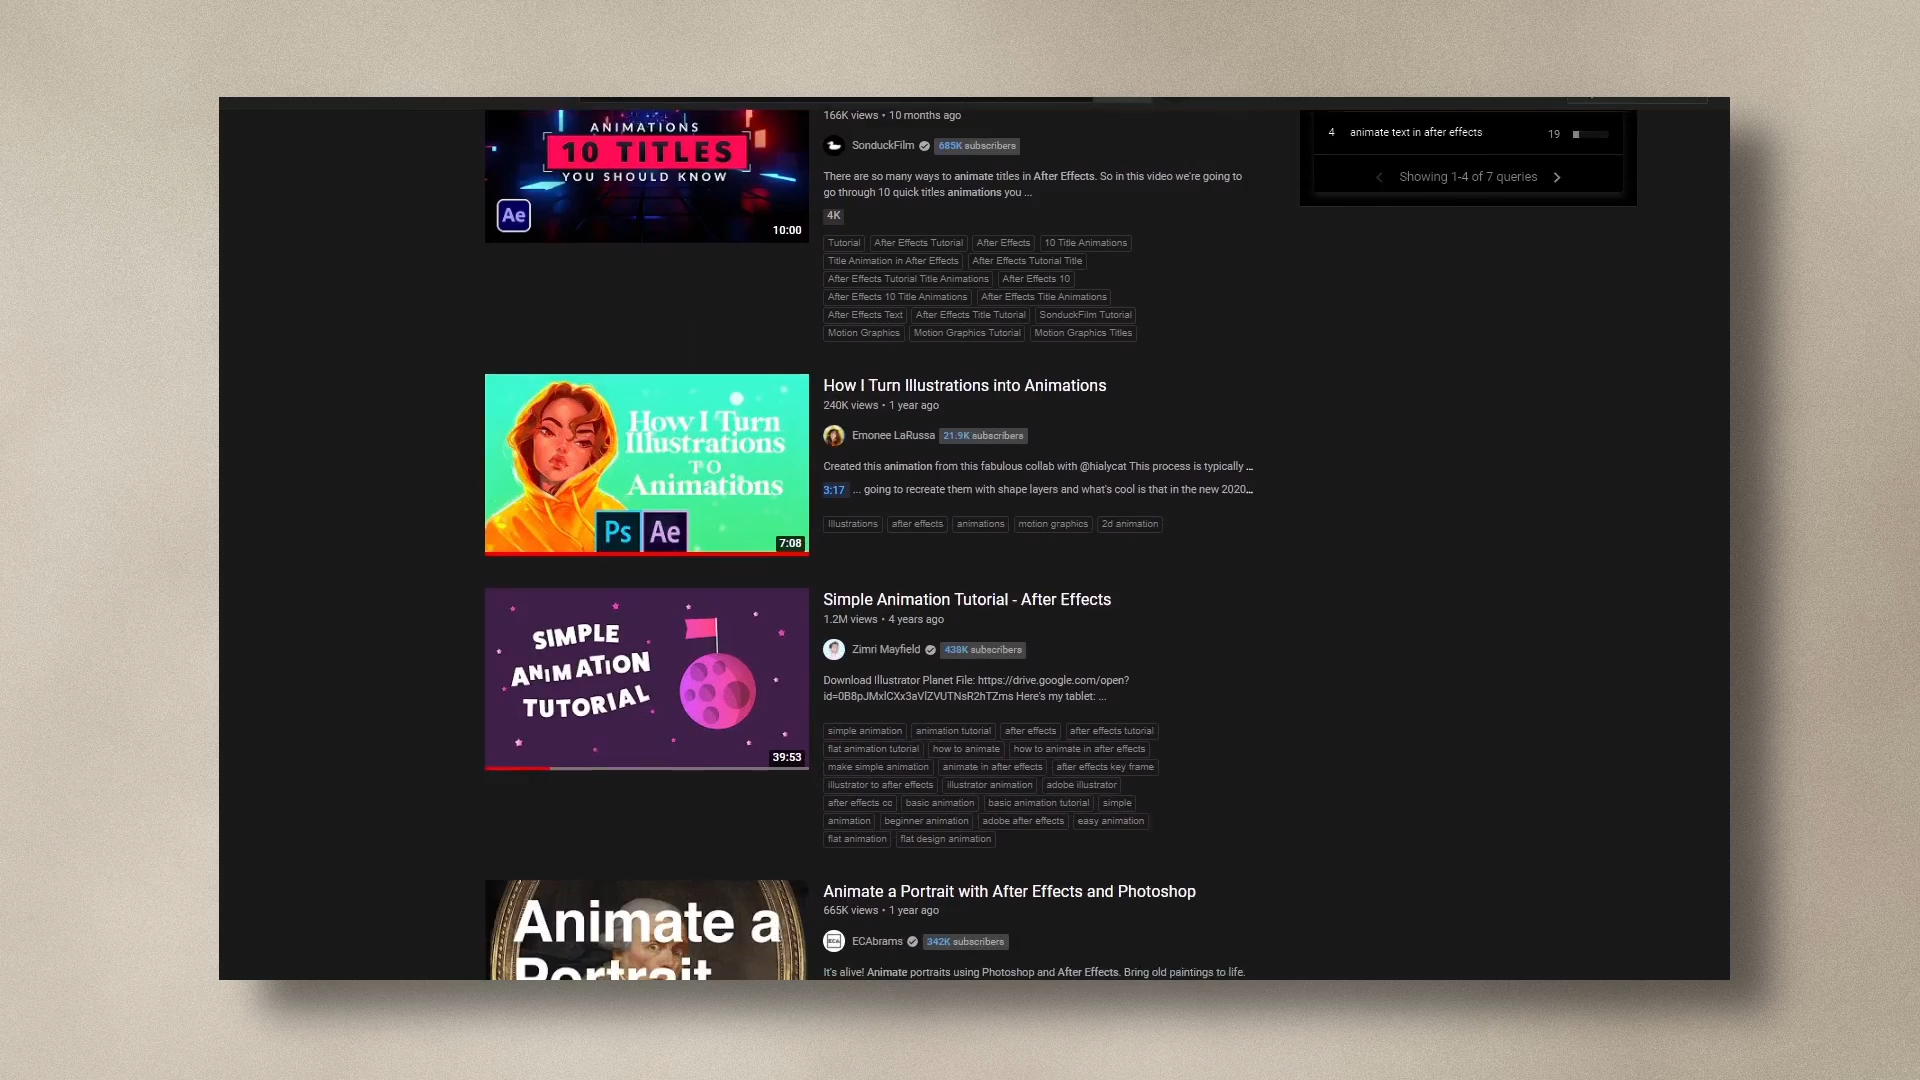 ANIMATIONS
10 TITLES
YOU SHOULD KNOW
Ae
10:00
166K views • 10 months ago
SonduckFilm 685K subscribers
There are so many ways to animate titles in After Effects. So in this video we're going to
go through 10 quick titles animations you ...
4K
Tutorial After Effects Tutorial After Effects 10 Title Animations
Title Animation in After Effects After Effects Tutorial Title
After Effects Tutorial Title Animations After Effects 10
After Effects 10 Title Animations After Effects Title Animations
After Effects Text After Effects Title Tutorial SonduckFilm Tutorial
Motion Graphics Motion Graphics Tutorial Motion Graphics Titles
4 animate text in after effects 19
Showing 1-4 of 7 queries
How I Turn
Illustrations
TO
Animations
Ps Ae
7:08
How I Turn Illustrations into Animations
240K views • 1 year ago
Emonee LaRussa 21.9K subscribers
Created this animation from this fabulous collab with @hialycat This process is typically ...
3:17 ... going to recreate them with shape layers and what's cool is that in the new 2020...
Illustrations after effects animations motion graphics 2d animation
SIMPLE
ANIMATION
TUTORIAL
39:53
Simple Animation Tutorial - After Effects
1.2M views • 4 years ago
Zimri Mayfield 438K subscribers
Download Illustrator Planet File: https://drive.google.com/open?
id=0B8pJMxlCXx3aVlZVUTNsR2hTZms Here's my tablet: ...
simple animation animation tutorial after effects after effects tutorial
flat animation tutorial how to animate how to animate in after effects
make simple animation animate in after effects after effects key frame
illustrator to after effects illustrator animation adobe illustrator
after effects cc basic animation basic animation tutorial simple
animation beginner animation adobe after effects easy animation
flat animation flat design animation
Animate a
Portrait
Animate a Portrait with After Effects and Photoshop
665K views • 1 year ago
ECA
ECAbrams 342K subscribers
It's alive! Animate portraits using Photoshop and After Effects. Bring old paintings to life.